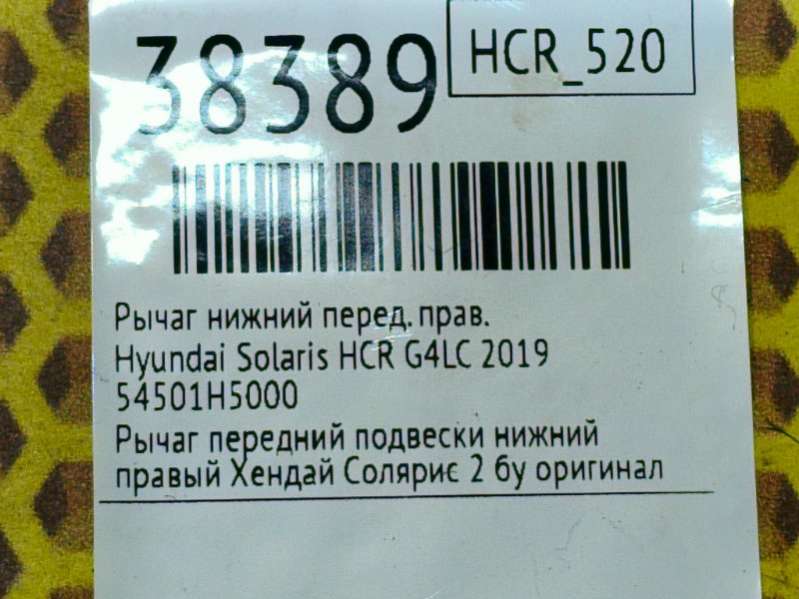 38389
HCR_520
Рычаг нижний перед. прав.
Hyundai Solaris HCR G4LC 2019
54501H5000
Рычаг передний подвески нижний
правый Хендай Солярис 2 бу оригинал